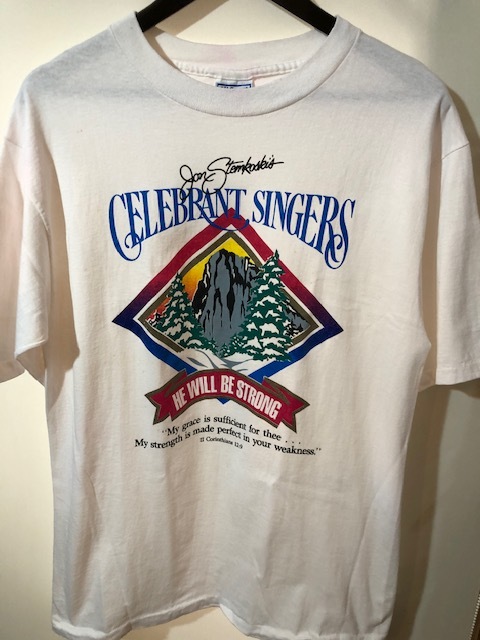 Jon Stemkoski's
CELEBRANT SINGERS
HE WILL BE STRONG
"My grace is sufficient for thee . . .
My strength is made perfect in your weakness."
II Corinthians 12:9